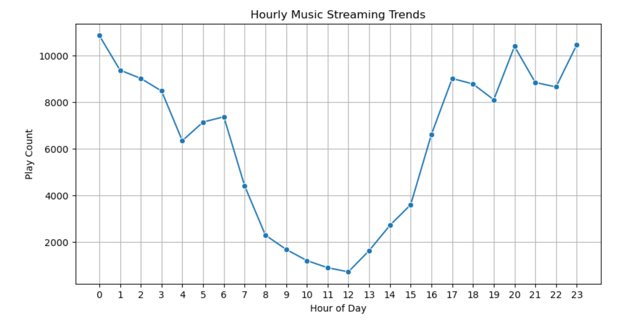 Hourly Music Streaming Trends
Play Count
10000
8000
6000
4000
2000
0 1 2 3 4 5 6 7 8 9 10 11 12 13 14 15 16 17 18 19 20 21 22 23
Hour of Day